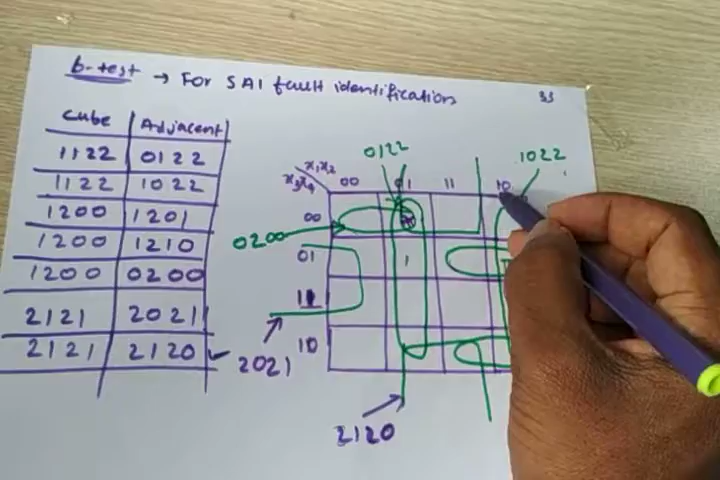 b-test → For SA1 fault identification 33
Cube Adjacent
1122 0122
1122 1022
1200 1201
1200 1210
1200 0200
2121 2021
2121 2120 ✓
0122 1022
x1x2
x3x4 00 01 11 10
00
0200
01 1
11
2021
10
2120